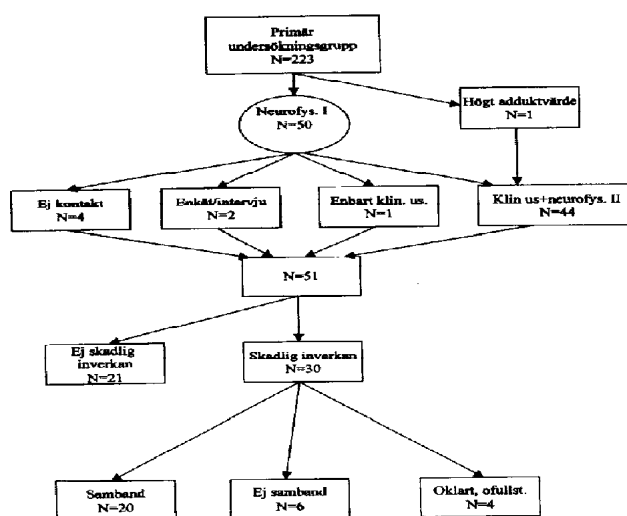 Primär
undersökningsgrupp
N=223
Neurofys. I
N=50
Högt adduktvärde
N=1
Ej kontakt
N=4
Enkät/intervju
N=2
Enbart klin. us.
N=1
Klin us+neurofys. II
N=44
N=51
Ej skadlig
inverkan
N=21
Skadlig inverkan
N=30
Samband
N=20
Ej samband
N=6
Oklart, ofullst.
N=4